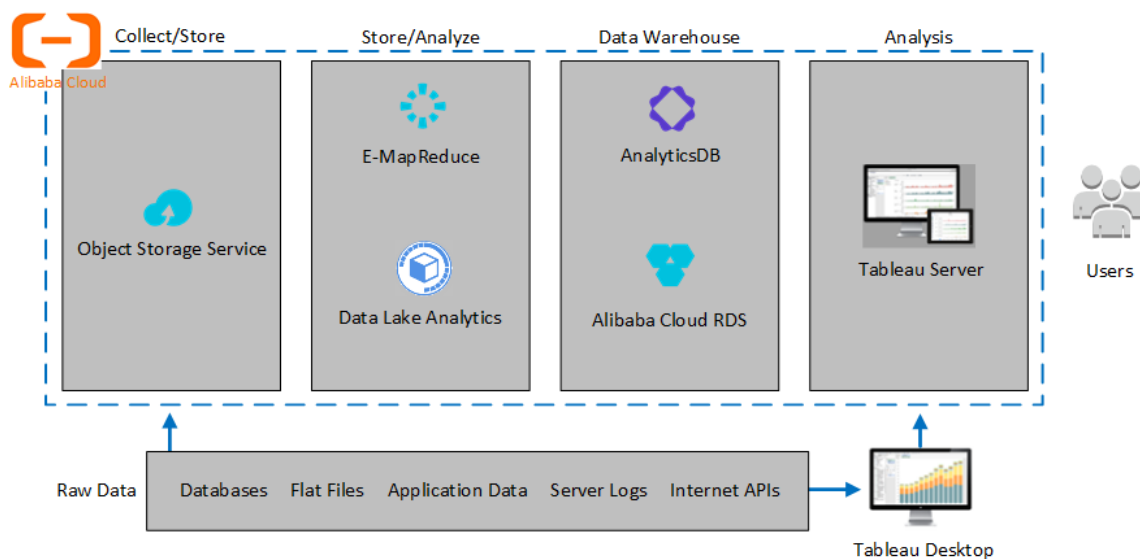 Collect/Store
Store/Analyze
Data Warehouse
Analysis
Alibaba Cloud
E-MapReduce
AnalyticsDB
Object Storage Service
Tableau Server
Users
Data Lake Analytics
Alibaba Cloud RDS
Raw Data
Databases
Flat Files
Application Data
Server Logs
Internet APIs
Tableau Desktop